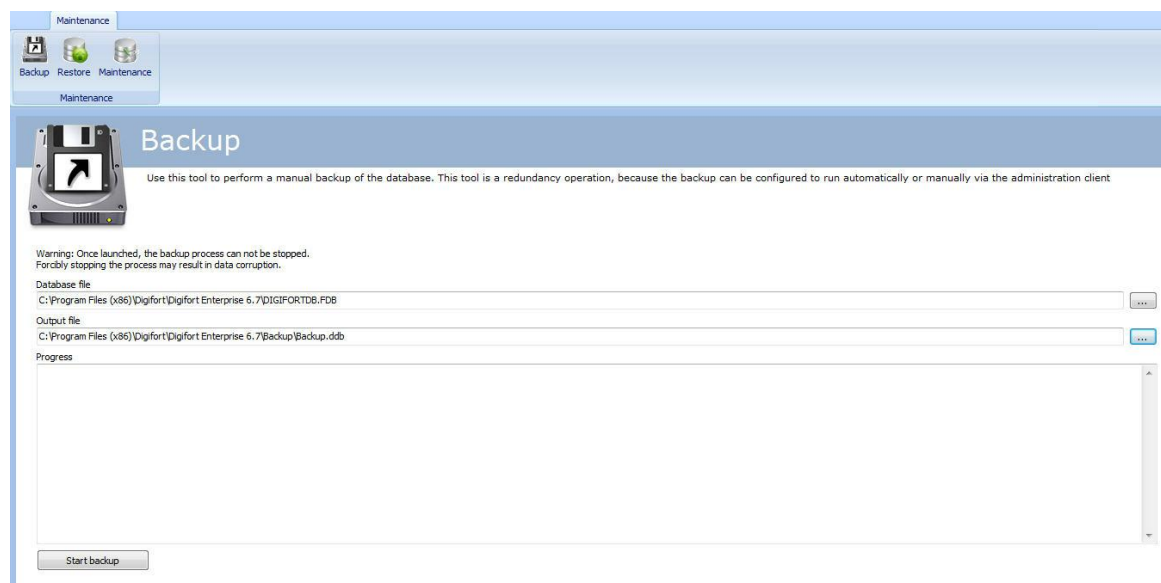 Maintenance
Backup Restore Maintenance
Maintenance
Backup
Use this tool to perform a manual backup of the database. This tool is a redundancy operation, because the backup can be configured to run automatically or manually via the administration client
Warning: Once launched, the backup process can not be stopped.
Forcibly stopping the process may result in data corruption.
Database file
C:\Program Files (x86)\Digifort\Digifort Enterprise 6.7\DIGIFORTDB.FDB
...
Output file
C:\Program Files (x86)\Digifort\Digifort Enterprise 6.7\Backup\Backup.ddb
...
Progress
Start backup